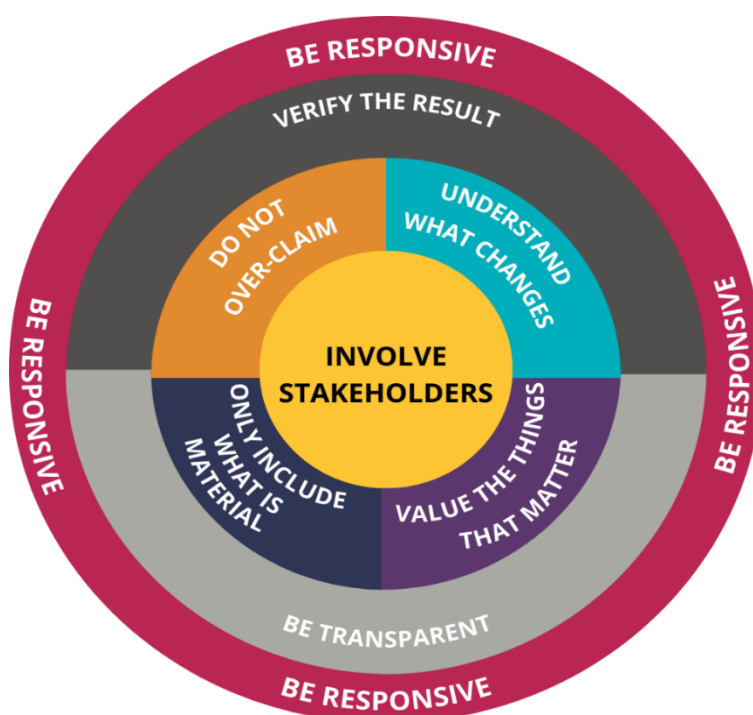 BE RESPONSIVE
VERIFY THE RESULT
DO NOT
OVER-CLAIM
UNDERSTAND
WHAT CHANGES
BE RESPONSIVE
INVOLVE
STAKEHOLDERS
BE RESPONSIVE
ONLY INCLUDE
WHAT IS
MATERIAL
VALUE THE THINGS
THAT MATTER
BE TRANSPARENT
BE RESPONSIVE